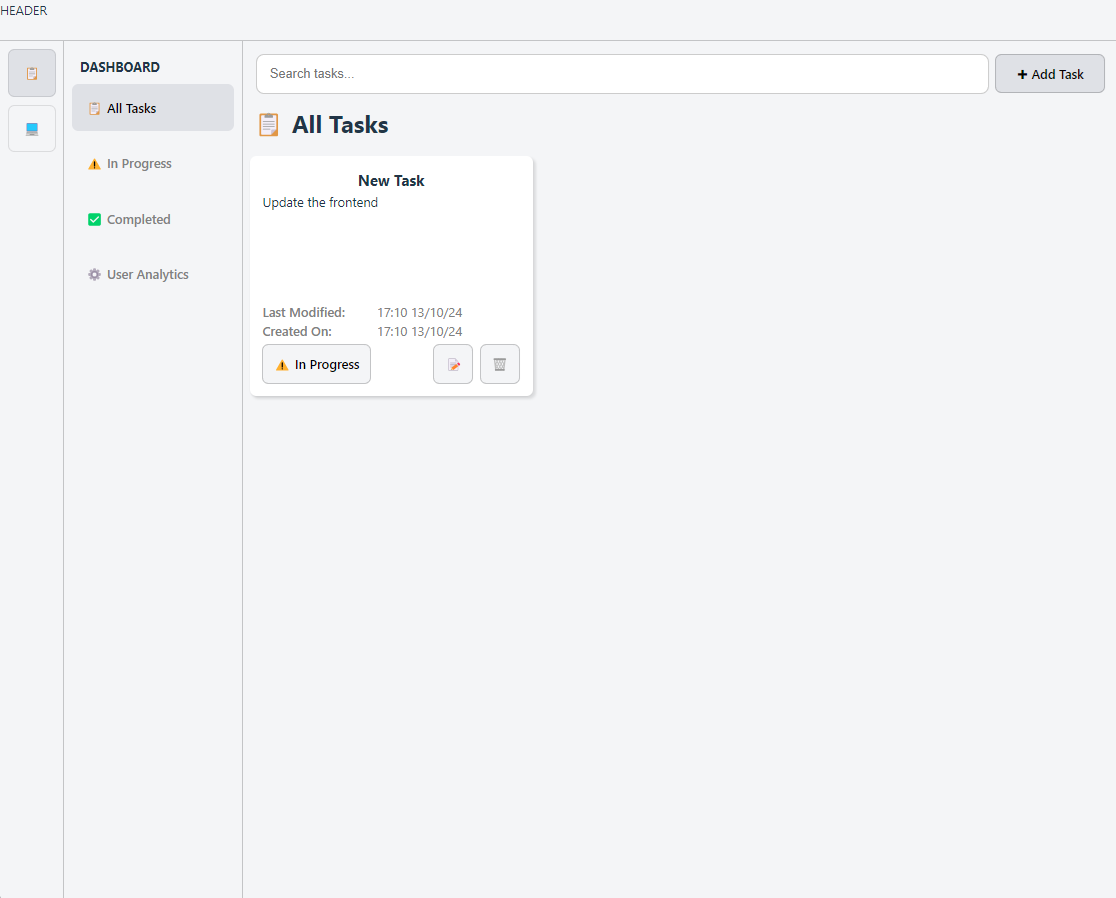 HEADER
DASHBOARD
All Tasks
In Progress
Completed
User Analytics
Search tasks...
+ Add Task
All Tasks
New Task
Update the frontend
Last Modified: 17:10 13/10/24
Created On: 17:10 13/10/24
In Progress